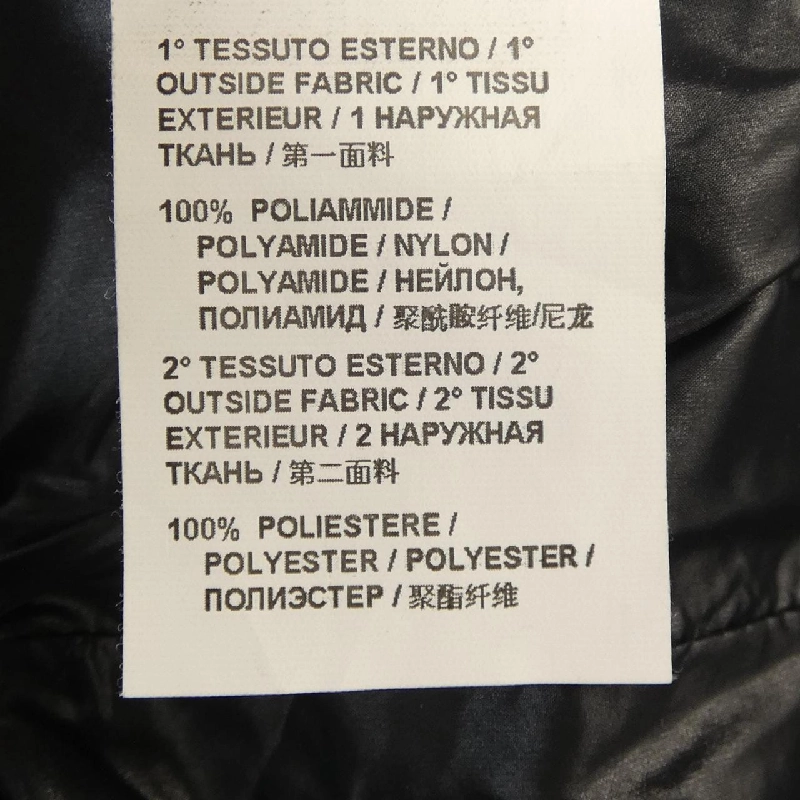 1° TESSUTO ESTERNO / 1°
OUTSIDE FABRIC / 1° TISSU
EXTERIEUR / 1 НАРУЖНАЯ
ТКАНЬ / 第一面料
100% POLIAMMIDE /
POLYAMIDE / NYLON /
POLYAMIDE / НЕЙЛОН,
ПОЛИАМИД / 聚酰胺纤维/尼龙
2° TESSUTO ESTERNO / 2°
OUTSIDE FABRIC / 2° TISSU
EXTERIEUR / 2 НАРУЖНАЯ
ТКАНЬ / 第二面料
100% POLIESTERE /
POLYESTER / POLYESTER /
ПОЛИЭСТЕР / 聚酯纤维